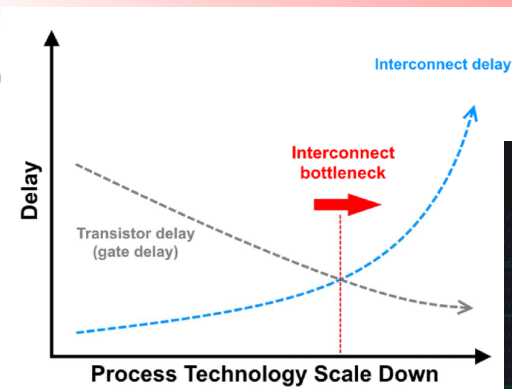 Interconnect delay
Interconnect
bottleneck
Delay
Transistor delay
(gate delay)
Process Technology Scale Down